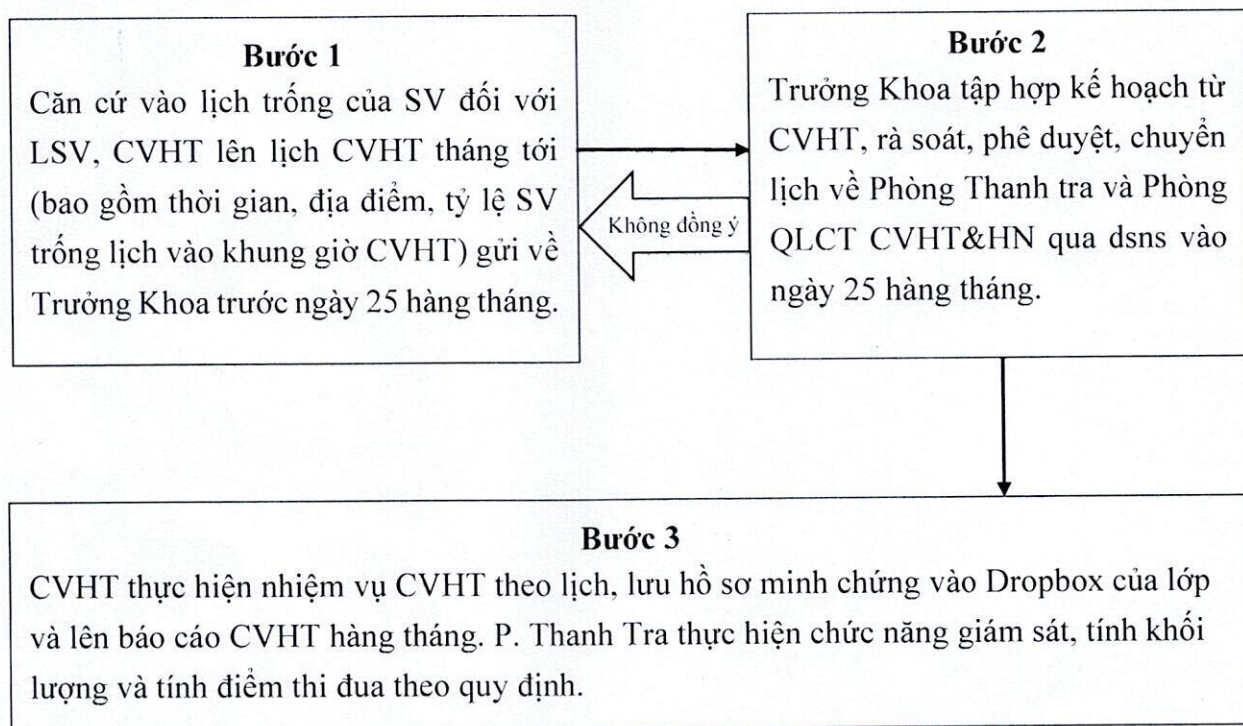 Bước 1
Căn cứ vào lịch trống của SV đối với
LSV, CVHT lên lịch CVHT tháng tới
(bao gồm thời gian, địa điểm, tỷ lệ SV
trống lịch vào khung giờ CVHT) gửi về
Trưởng Khoa trước ngày 25 hàng tháng.
Không đồng ý
Bước 2
Trưởng Khoa tập hợp kế hoạch từ
CVHT, rà soát, phê duyệt, chuyển
lịch về Phòng Thanh tra và Phòng
QLCT CVHT&HN qua dsns vào
ngày 25 hàng tháng.
Bước 3
CVHT thực hiện nhiệm vụ CVHT theo lịch, lưu hồ sơ minh chứng vào Dropbox của lớp
và lên báo cáo CVHT hàng tháng. P. Thanh Tra thực hiện chức năng giám sát, tính khối
lượng và tính điểm thi đua theo quy định.